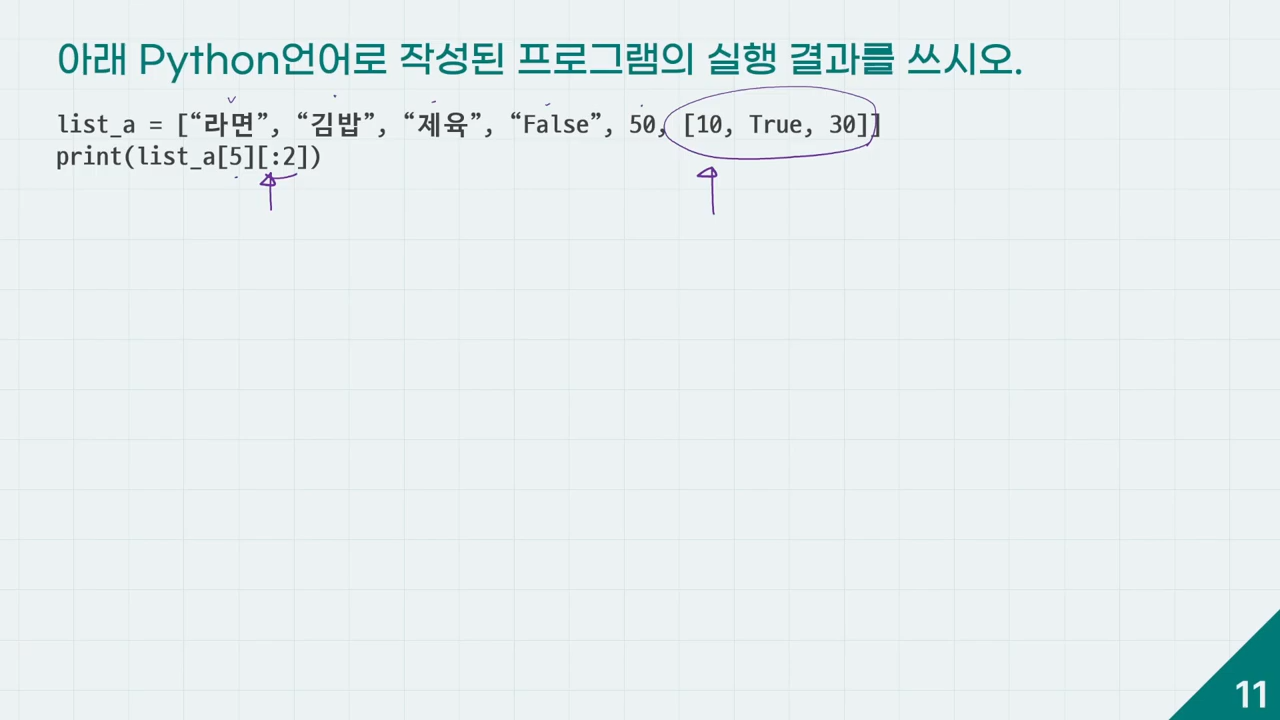 아래 Python언어로 작성된 프로그램의 실행 결과를 쓰시오.
list_a = [“라면”, “김밥”, “제육”, “False”, 50, [10, True, 30]]
print(list_a[5][:2])
11